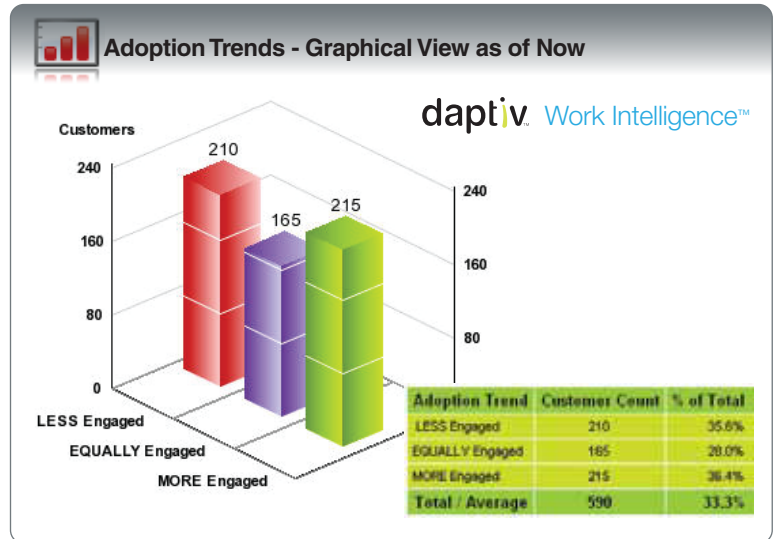 Adoption Trends - Graphical View as of Now
daptiv Work Intelligence™
Customers
240
160
80
0
210
165
215
240
160
80
LESS Engaged
EQUALLY Engaged
MORE Engaged
Adoption Trend Customer Count % of Total
LESS Engaged 210 35.6%
EQUALLY Engaged 165 28.0%
MORE Engaged 215 36.4%
Total / Average 590 33.3%